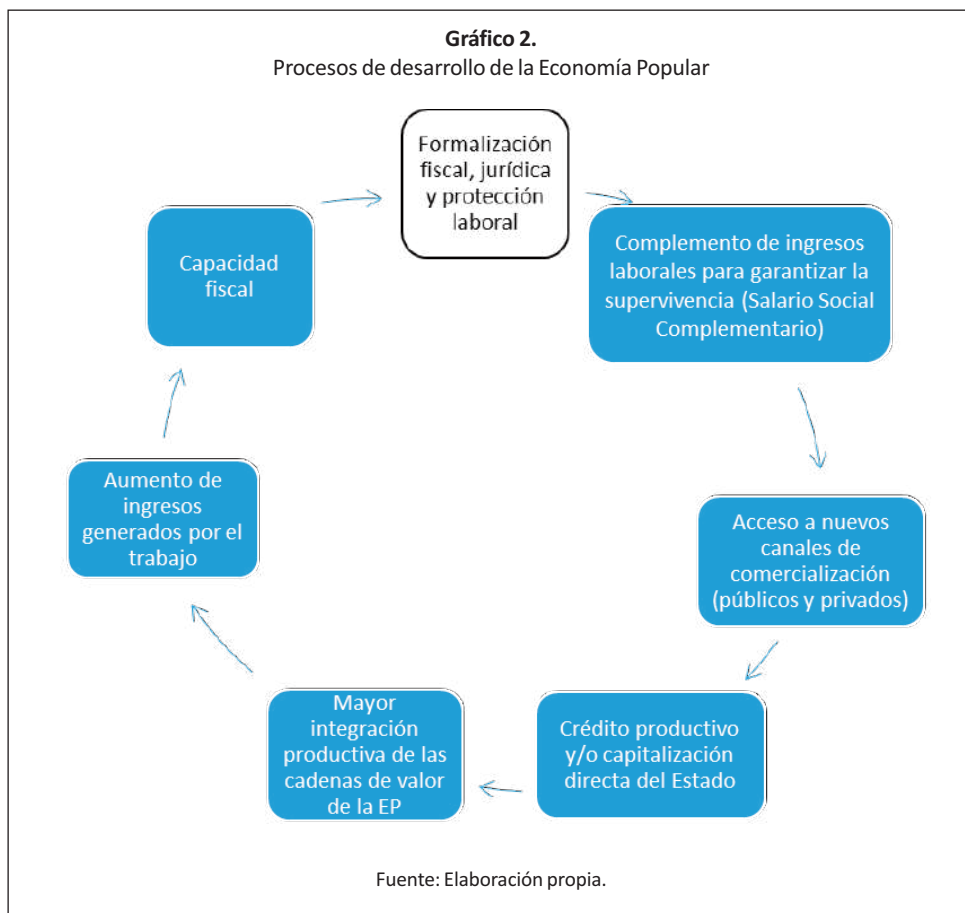 Gráfico 2.
Procesos de desarrollo de la Economía Popular
Formalización
fiscal, jurídica
y protección
laboral
Complemento de ingresos
laborales para garantizar la
supervivencia (Salario Social
Complementario)
Acceso a nuevos
canales de
comercialización
(públicos y privados)
Crédito productivo
y/o capitalización
directa del Estado
Mayor
integración
productiva de las
cadenas de valor
de la EP
Aumento de
ingresos
generados por el
trabajo
Capacidad
fiscal
Fuente: Elaboración propia.